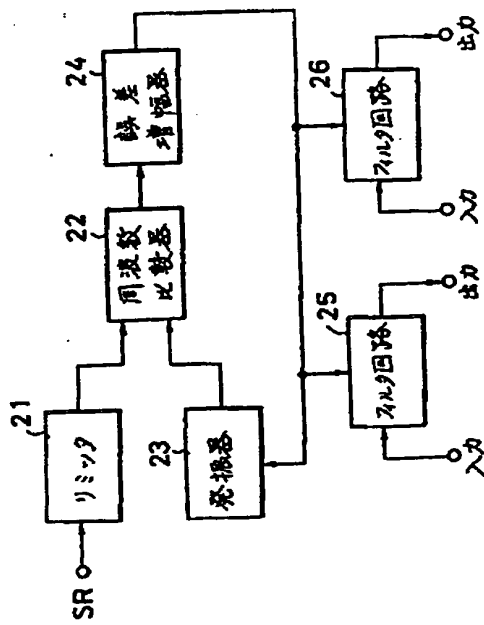 SR
21
リミッタ
23
発振器
22
周波数
比較器
24
誤差
増幅器
25
フィルタ回路
入力
出力
26
フィルタ回路
入力
出力